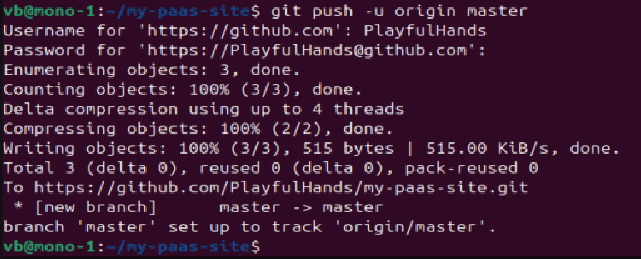 vb@mono-1:~/my-paas-site$ git push -u origin master
Username for 'https://github.com': PlayfulHands
Password for 'https://PlayfulHands@github.com':
Enumerating objects: 3, done.
Counting objects: 100% (3/3), done.
Delta compression using up to 4 threads
Compressing objects: 100% (2/2), done.
Writing objects: 100% (3/3), 515 bytes | 515.00 KiB/s, done.
Total 3 (delta 0), reused 0 (delta 0), pack-reused 0
To https://github.com/PlayfulHands/my-paas-site.git
 * [new branch]      master -> master
branch 'master' set up to track 'origin/master'.
vb@mono-1:~/my-paas-site$